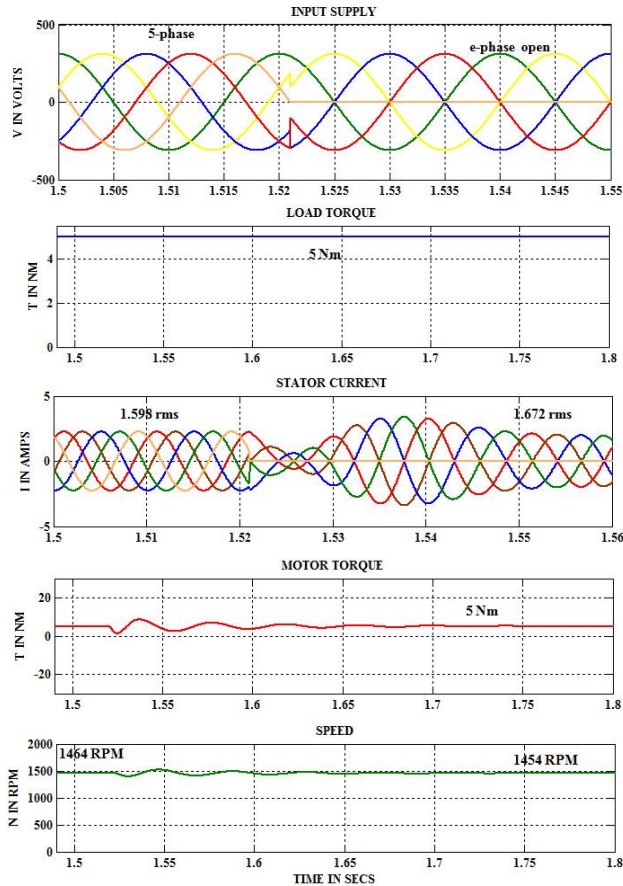 INPUT SUPPLY
500
5-phase
e-phase open
V IN VOLTS
0
-500
1.5 1.505 1.51 1.515 1.52 1.525 1.53 1.535 1.54 1.545 1.55
LOAD TORQUE
T IN NM
4
5 Nm
2
0
1.5 1.55 1.6 1.65 1.7 1.75 1.8
STATOR CURRENT
5
1.598 rms
1.672 rms
I IN AMPS
0
-5
1.5 1.51 1.52 1.53 1.54 1.55 1.56
MOTOR TORQUE
20
5 Nm
T IN NM
0
-20
1.5 1.55 1.6 1.65 1.7 1.75 1.8
SPEED
2000
1464 RPM
1454 RPM
1500
N IN RPM
1000
500
0
1.5 1.55 1.6 1.65 1.7 1.75 1.8
TIME IN SECS